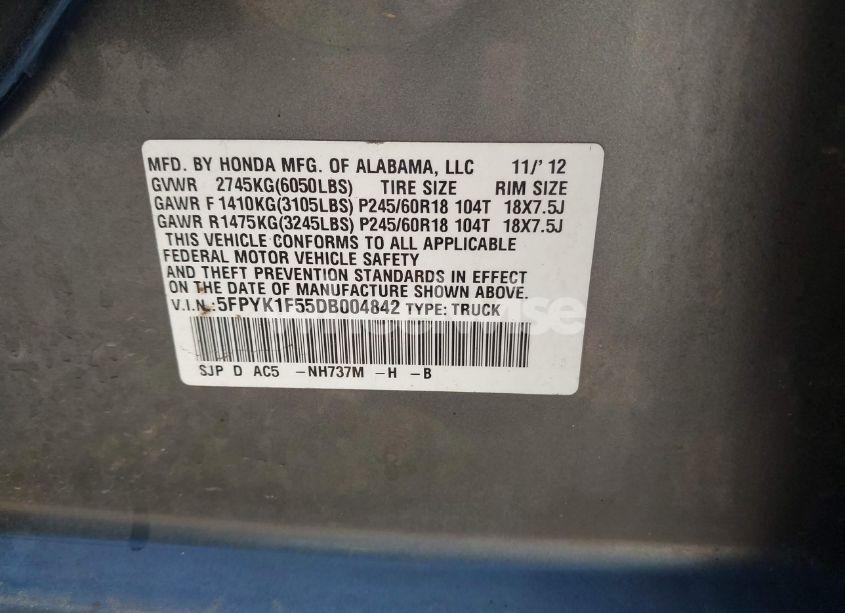 MFD. BY HONDA MFG. OF ALABAMA, LLC 11/' 12
GVWR 2745KG(6050LBS) TIRE SIZE RIM SIZE
GAWR F 1410KG(3105LBS) P245/60R18 104T 18X7.5J
GAWR R1475KG(3245LBS) P245/60R18 104T 18X7.5J
THIS VEHICLE CONFORMS TO ALL APPLICABLE
FEDERAL MOTOR VEHICLE SAFETY
AND THEFT PREVENTION STANDARDS IN EFFECT
ON THE DATE OF MANUFACTURE SHOWN ABOVE.
V.I.N.:5FPYK1F55DB004842 TYPE: TRUCK
SJP D AC5 -NH737M -H -B